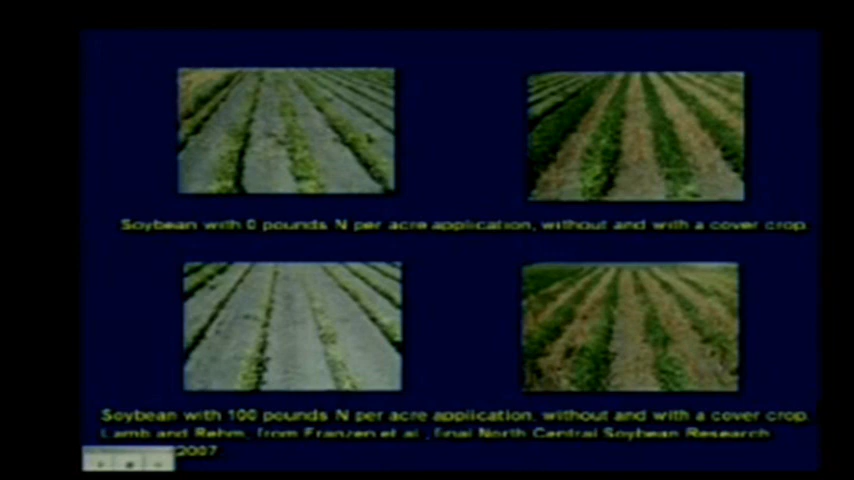 Soybean with 0 pounds N per acre application, without and with a cover crop.
Soybean with 100 pounds N per acre application, without and with a cover crop.
Lamb and Rehm, from Franzen et al., final North Central Soybean Research
2007